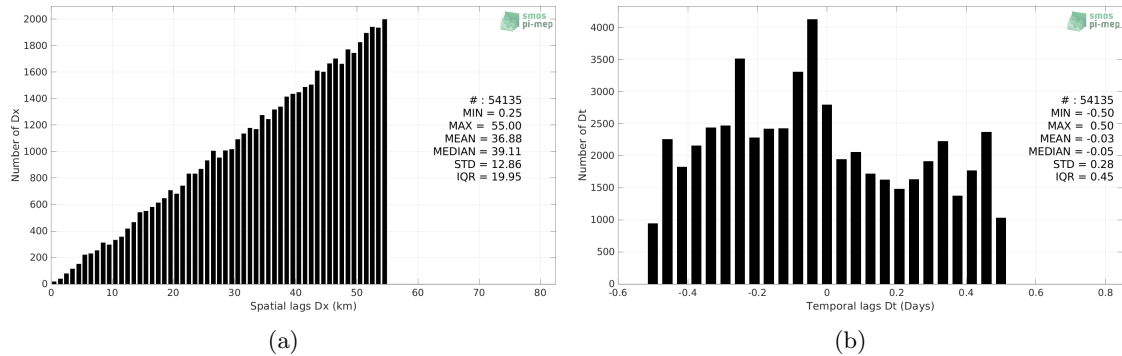 2000
1800
1600
1400
1200
1000
800
600
400
200
0
Number of Dx
0 10 20 30 40 50 60 70 80
Spatial lags Dx (km)
smos
pi-mep
# : 54135
MIN = 0.25
MAX = 55.00
MEAN = 36.88
MEDIAN = 39.11
STD = 12.86
IQR = 19.95
(a)
4000
3500
3000
2500
2000
1500
1000
500
0
Number of Dt
-0.6 -0.4 -0.2 0 0.2 0.4 0.6 0.8
Temporal lags Dt (Days)
smos
pi-mep
# : 54135
MIN = -0.50
MAX = 0.50
MEAN = -0.03
MEDIAN = -0.05
STD = 0.28
IQR = 0.45
(b)